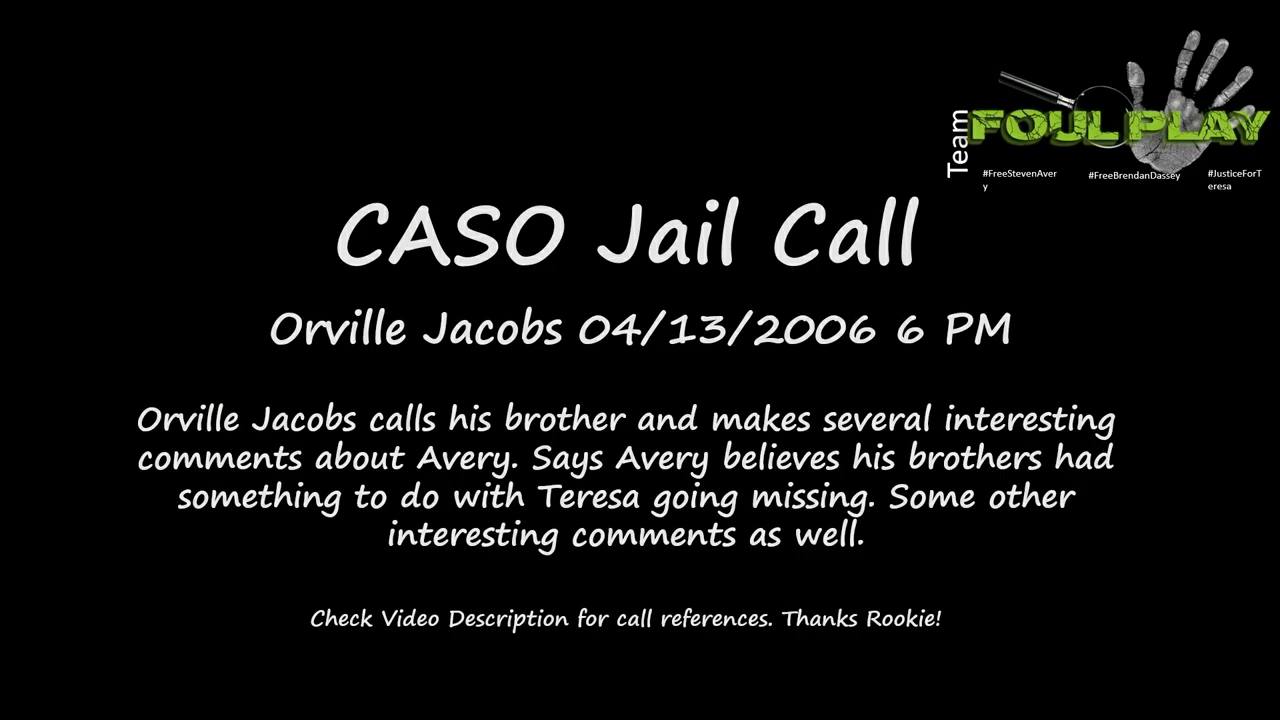 Team
FOUL PLAY
#FreeStevenAver
y
#FreeBrendanDassey
#JusticeForT
eresa
CASO Jail Call
Orville Jacobs 04/13/2006 6 PM
Orville Jacobs calls his brother and makes several interesting
comments about Avery. Says Avery believes his brothers had
something to do with Teresa going missing. Some other
interesting comments as well.
Check Video Description for call references. Thanks Rookie!